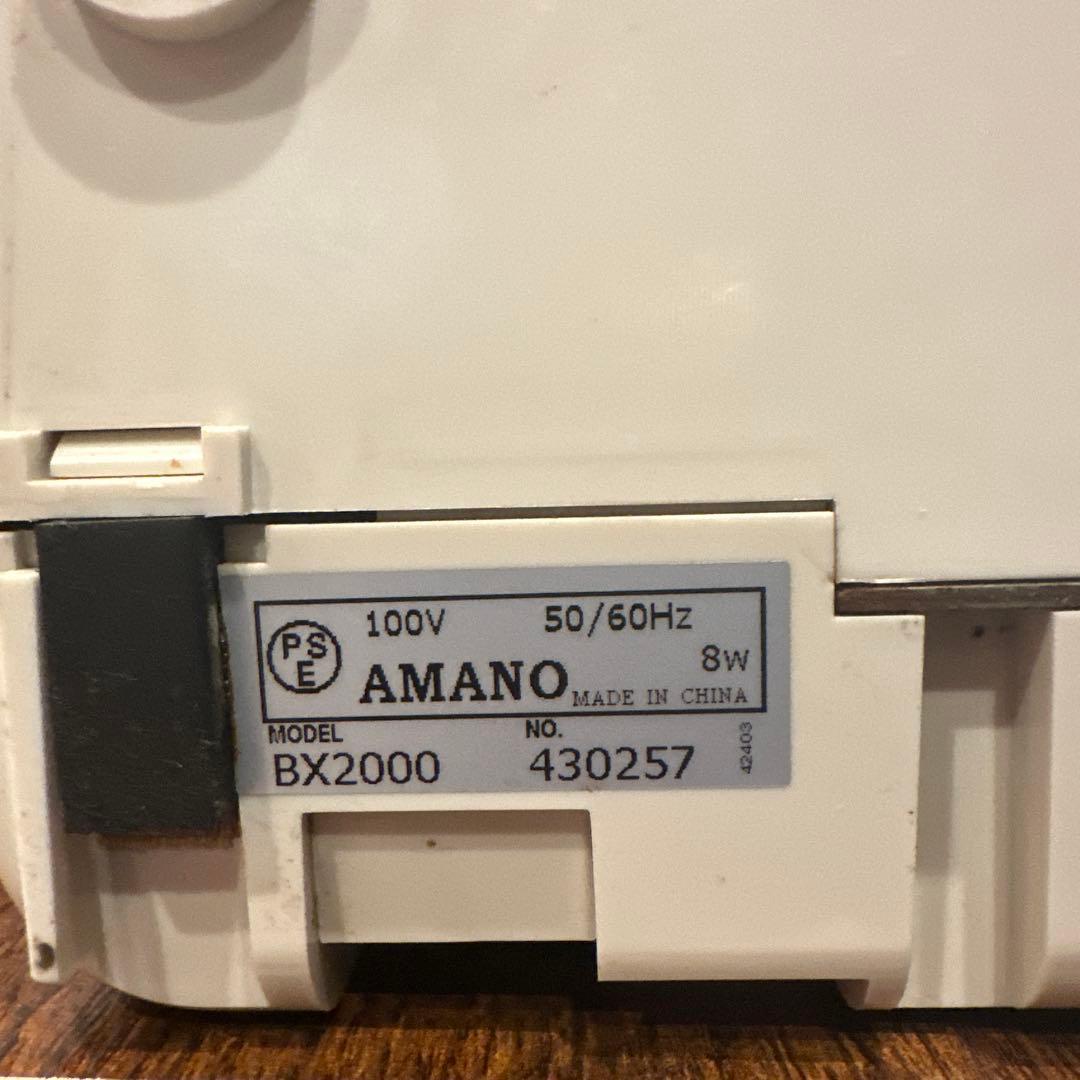 PSE
100V 50/60Hz
8W
AMANO MADE IN CHINA
MODEL NO.
BX2000 430257
42403